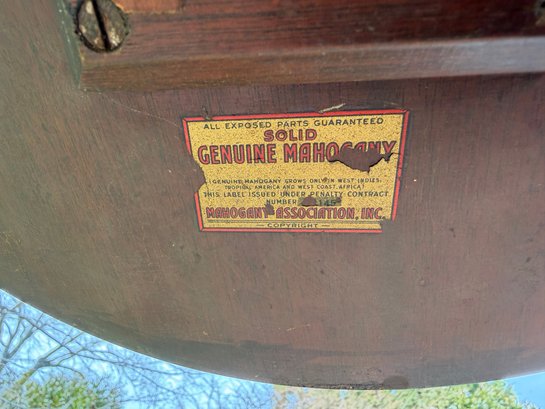 ALL EXPOSED PARTS GUARANTEED
SOLID
GENUINE MAHOGANY
(GENUINE MAHOGANY GROWS ONLY IN WEST INDIES,
TROPICAL AMERICA AND WEST COAST AFRICA)
THIS LABEL ISSUED UNDER PENALTY CONTRACT
NUMBER 145
MAHOGANY ASSOCIATION, INC.
— COPYRIGHT —